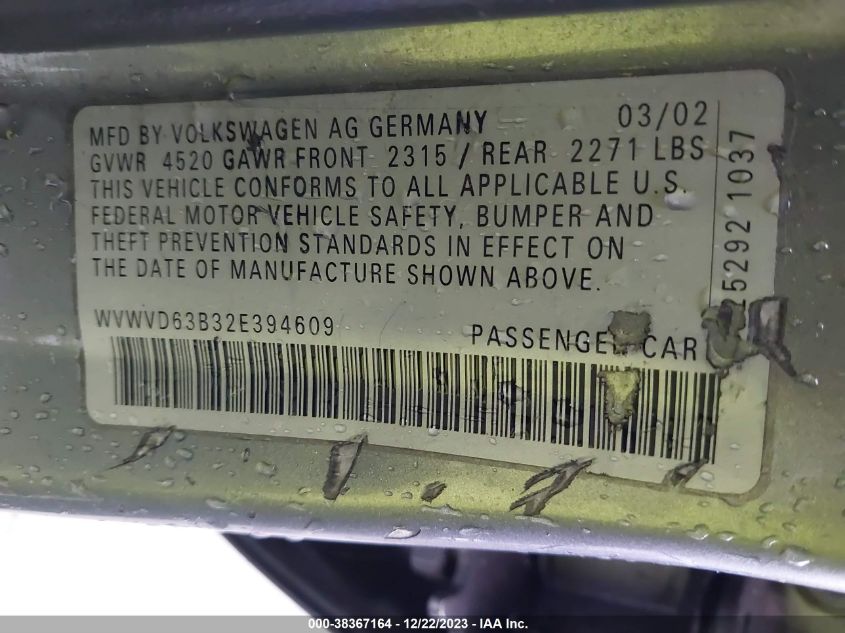 MFD BY VOLKSWAGEN AG GERMANY 03/02
GVWR 4520 GAWR FRONT 2315 / REAR 2271 LBS
THIS VEHICLE CONFORMS TO ALL APPLICABLE U.S.
FEDERAL MOTOR VEHICLE SAFETY, BUMPER AND
THEFT PREVENTION STANDARDS IN EFFECT ON
THE DATE OF MANUFACTURE SHOWN ABOVE.
WVWVD63B32E394609 PASSENGER CAR
1037
000-38367164 - 12/22/2023 - IAA Inc.